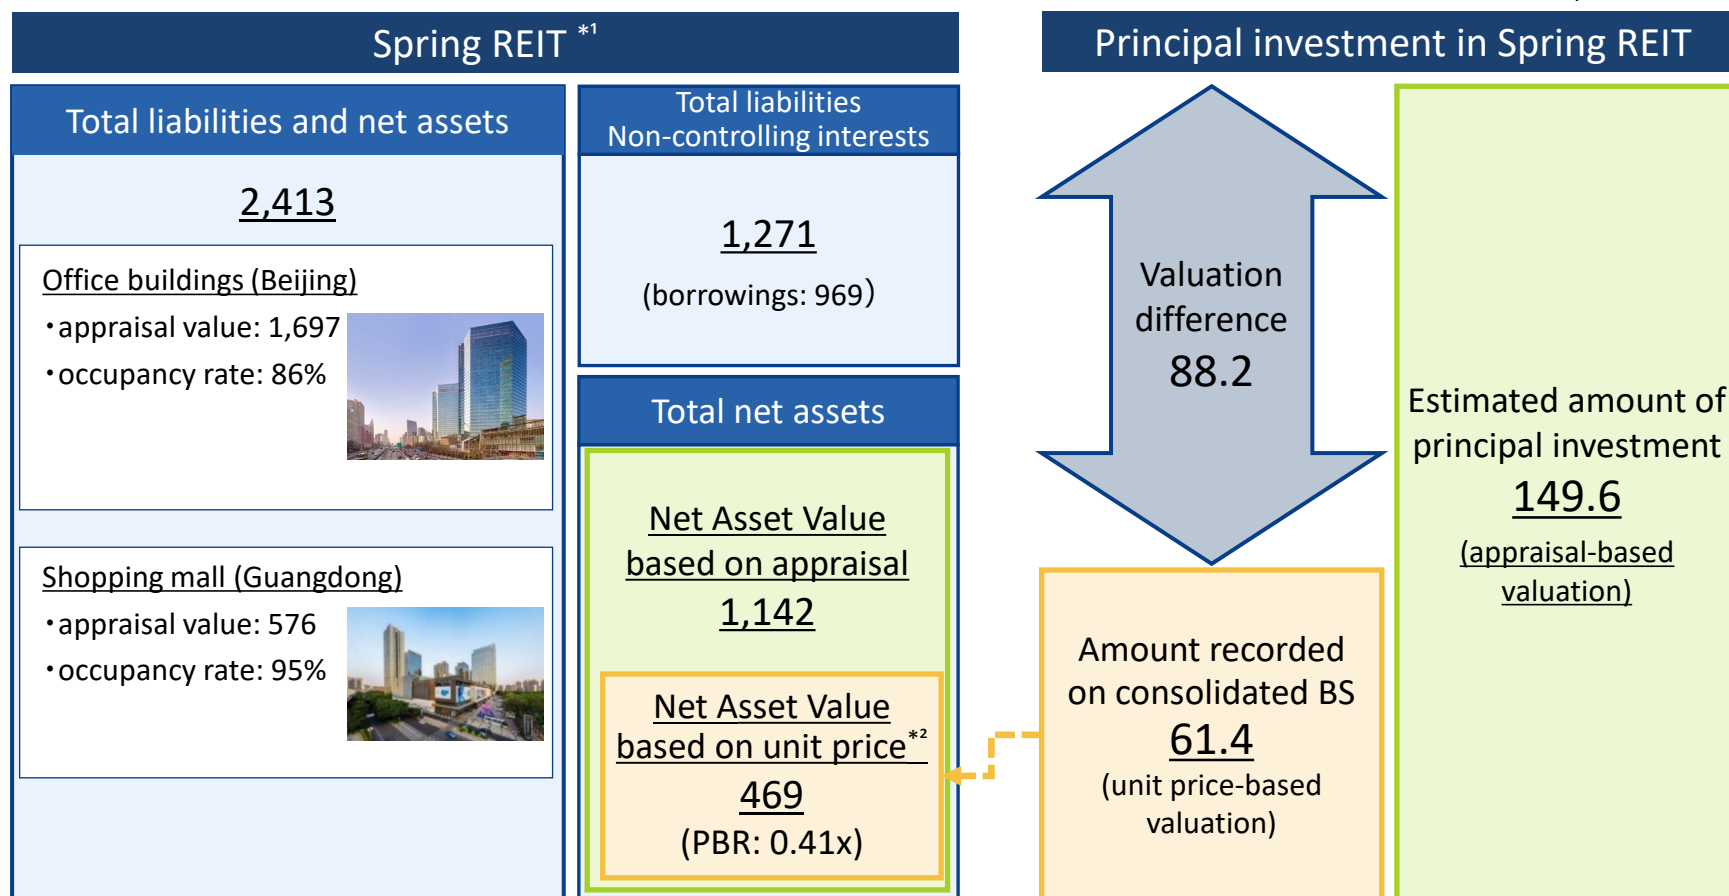 Spring REIT *¹
Total liabilities and net assets
2,413
Office buildings (Beijing)
・appraisal value: 1,697
・occupancy rate: 86%
Shopping mall (Guangdong)
・appraisal value: 576
・occupancy rate: 95%
Total liabilities
Non-controlling interests
1,271
(borrowings: 969）
Total net assets
Net Asset Value
based on appraisal
1,142
Net Asset Value
based on unit price*²
469
(PBR: 0.41x)
Principal investment in Spring REIT
Valuation
difference
88.2
Amount recorded
on consolidated BS
61.4
(unit price-based
valuation)
Estimated amount of
principal investment
149.6
(appraisal-based
valuation)